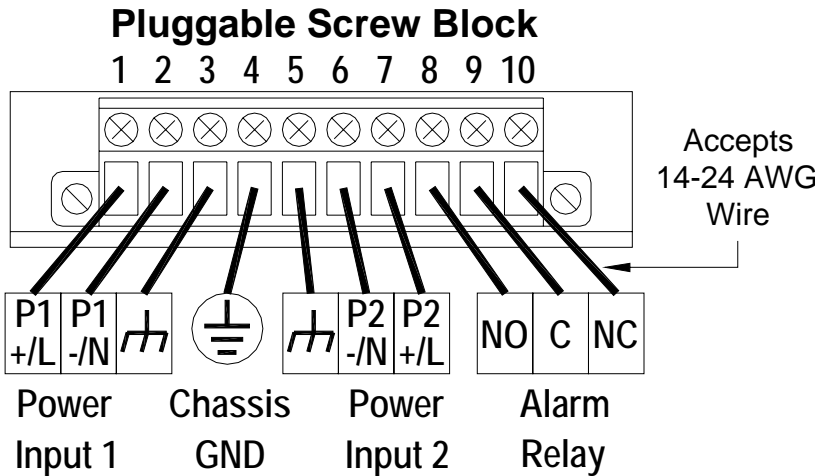 Pluggable Screw Block
1 2 3 4 5 6 7 8 9 10
Accepts
14-24 AWG
Wire
P1 P1 P2 P2
+/L -/N -/N +/L
NO C NC
Power Chassis Power Alarm
Input 1 GND Input 2 Relay